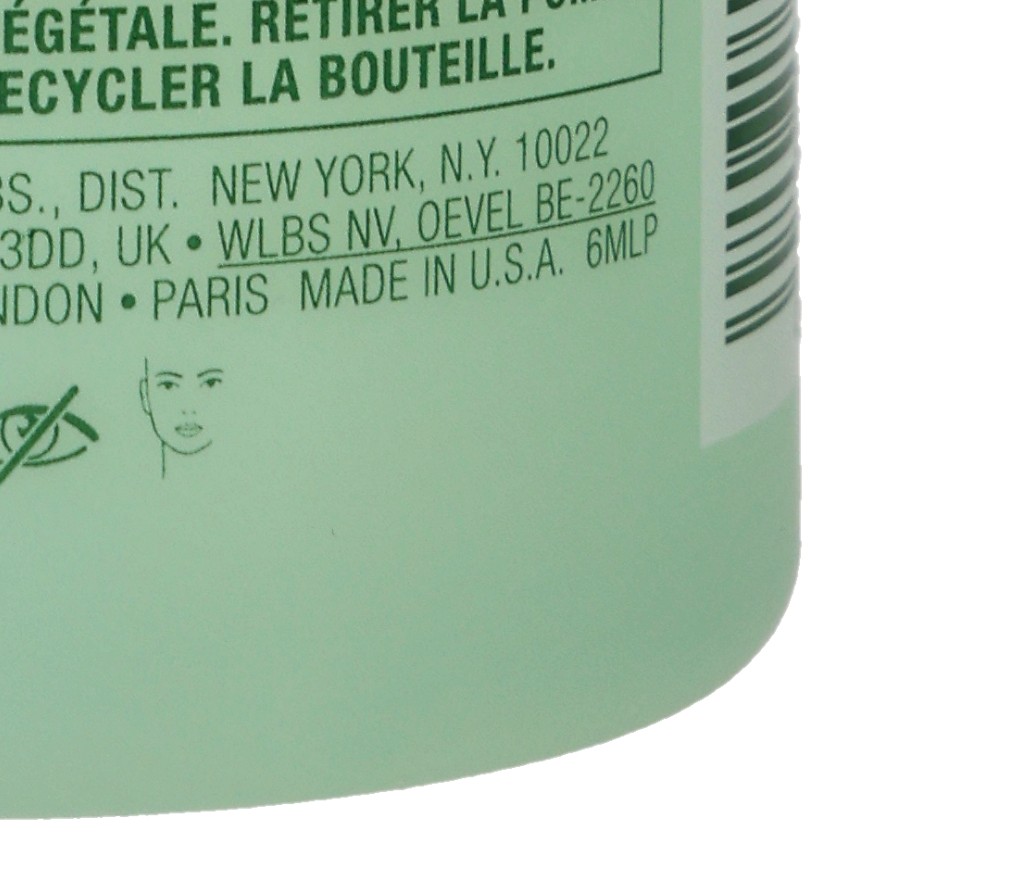 ÉGÉTALE. RETIRER LA
ECYCLER LA BOUTEILLE.
BS., DIST. NEW YORK, N.Y. 10022
3DD, UK • WLBS NV, OEVEL BE-2260
NDON • PARIS MADE IN U.S.A. 6MLP